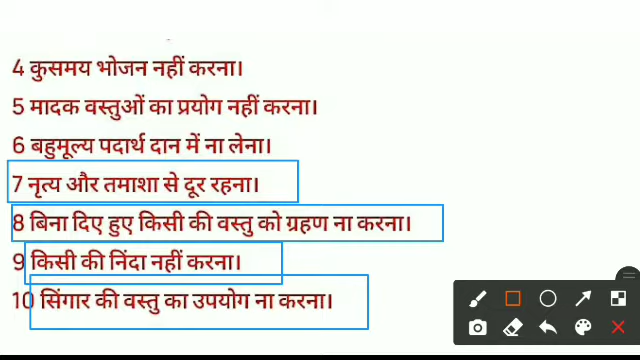 4 कुसमय भोजन नहीं करना।
5 मादक वस्तुओं का प्रयोग नहीं करना।
6 बहुमूल्य पदार्थ दान में ना लेना।
7 नृत्य और तमाशा से दूर रहना।
8 बिना दिए हुए किसी की वस्तु को ग्रहण ना करना।
9 किसी की निंदा नहीं करना।
10 सिंगार की वस्तु का उपयोग ना करना।